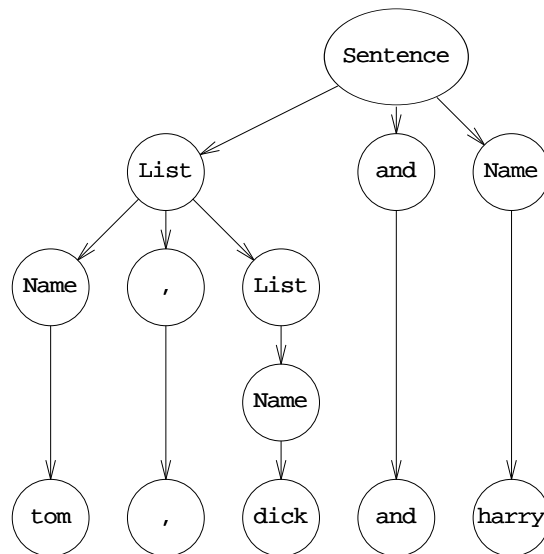 Sentence
List and Name
Name , List
Name
tom , dick and harry